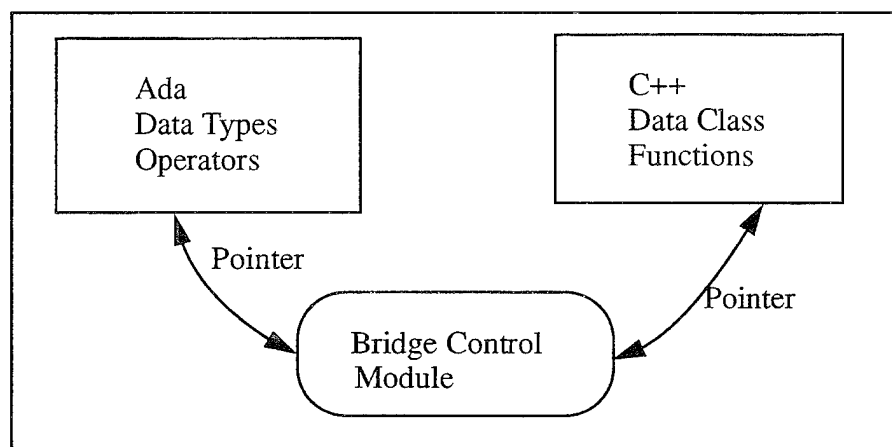 Ada
Data Types
Operators
C++
Data Class
Functions
Pointer
Pointer
Bridge Control
Module